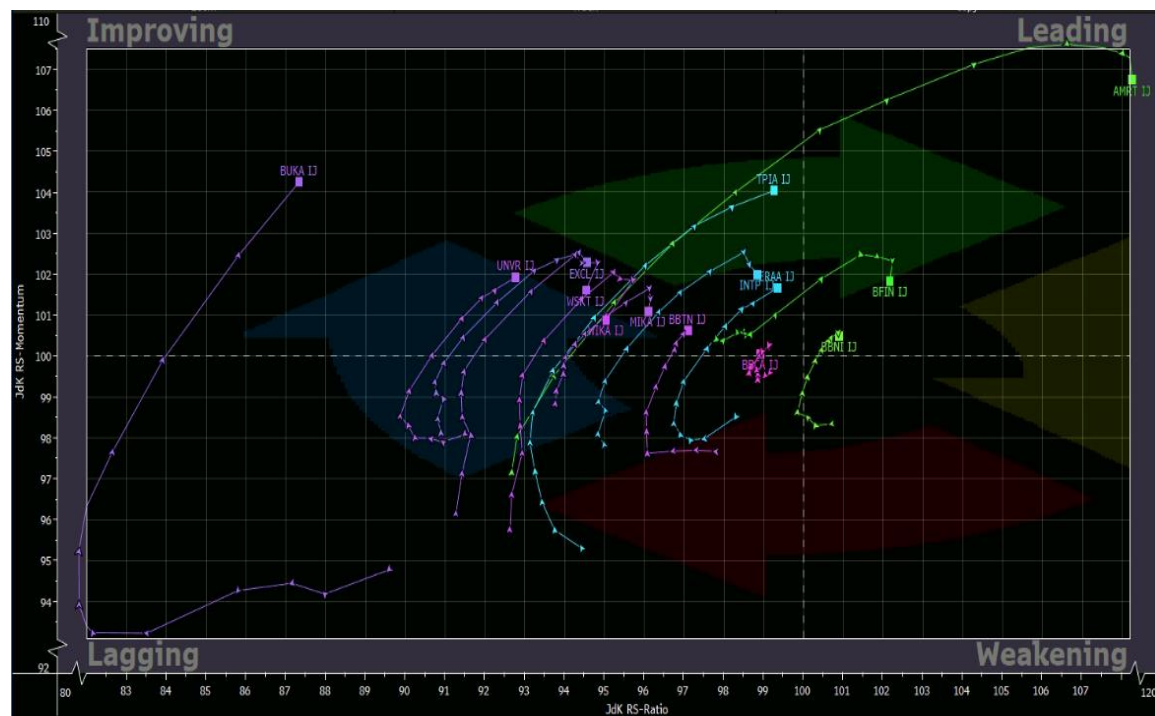 Improving
Leading
110
107
106
105
104
103
102
101
100
99
98
97
96
95
94
92
JdK RS-Momentum
AMRT IJ
BUKA IJ
TPIA IJ
UNVR IJ
EXCL IJ
ERAA IJ
INTP IJ
BFIN IJ
WSKT IJ
WIKA IJ
MIKA IJ
BBTN IJ
BBNI IJ
BBCA IJ
Lagging
Weakening
80 83 84 85 86 87 88 89 90 91 92 93 94 95 96 97 98 99 100 101 102 103 104 105 106 107 120
JdK RS-Ratio